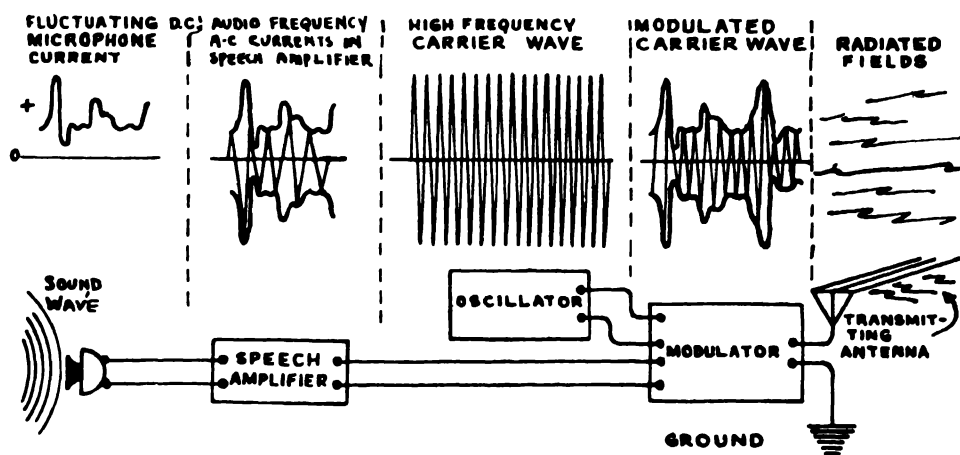 FLUCTUATING D.C.
MICROPHONE
CURRENT
AUDIO FREQUENCY
A-C CURRENTS IN
SPEECH AMPLIFIER
HIGH FREQUENCY
CARRIER WAVE
MODULATED
CARRIER WAVE
RADIATED
FIELDS
+
0
SOUND
WAVE
SPEECH
AMPLIFIER
OSCILLATOR
MODULATOR
TRANSMIT-
TING
ANTENNA
GROUND